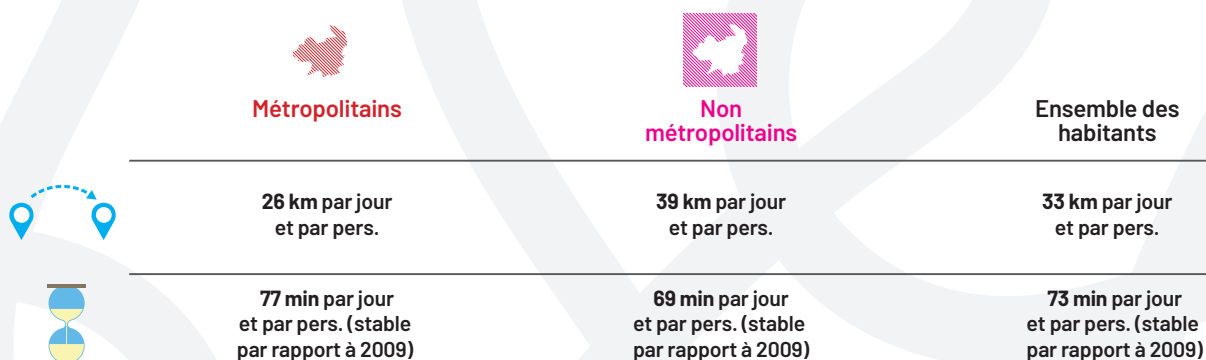 Métropolitains
Non
métropolitains
Ensemble des
habitants
26 km par jour
et par pers.
39 km par jour
et par pers.
33 km par jour
et par pers.
77 min par jour
et par pers. (stable
par rapport à 2009)
69 min par jour
et par pers. (stable
par rapport à 2009)
73 min par jour
et par pers. (stable
par rapport à 2009)